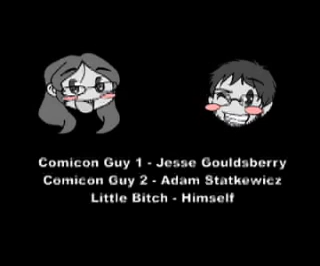 Comicon Guy 1 - Jesse Gouldsberry
Comicon Guy 2 - Adam Statkewicz
Little Bitch - Himself